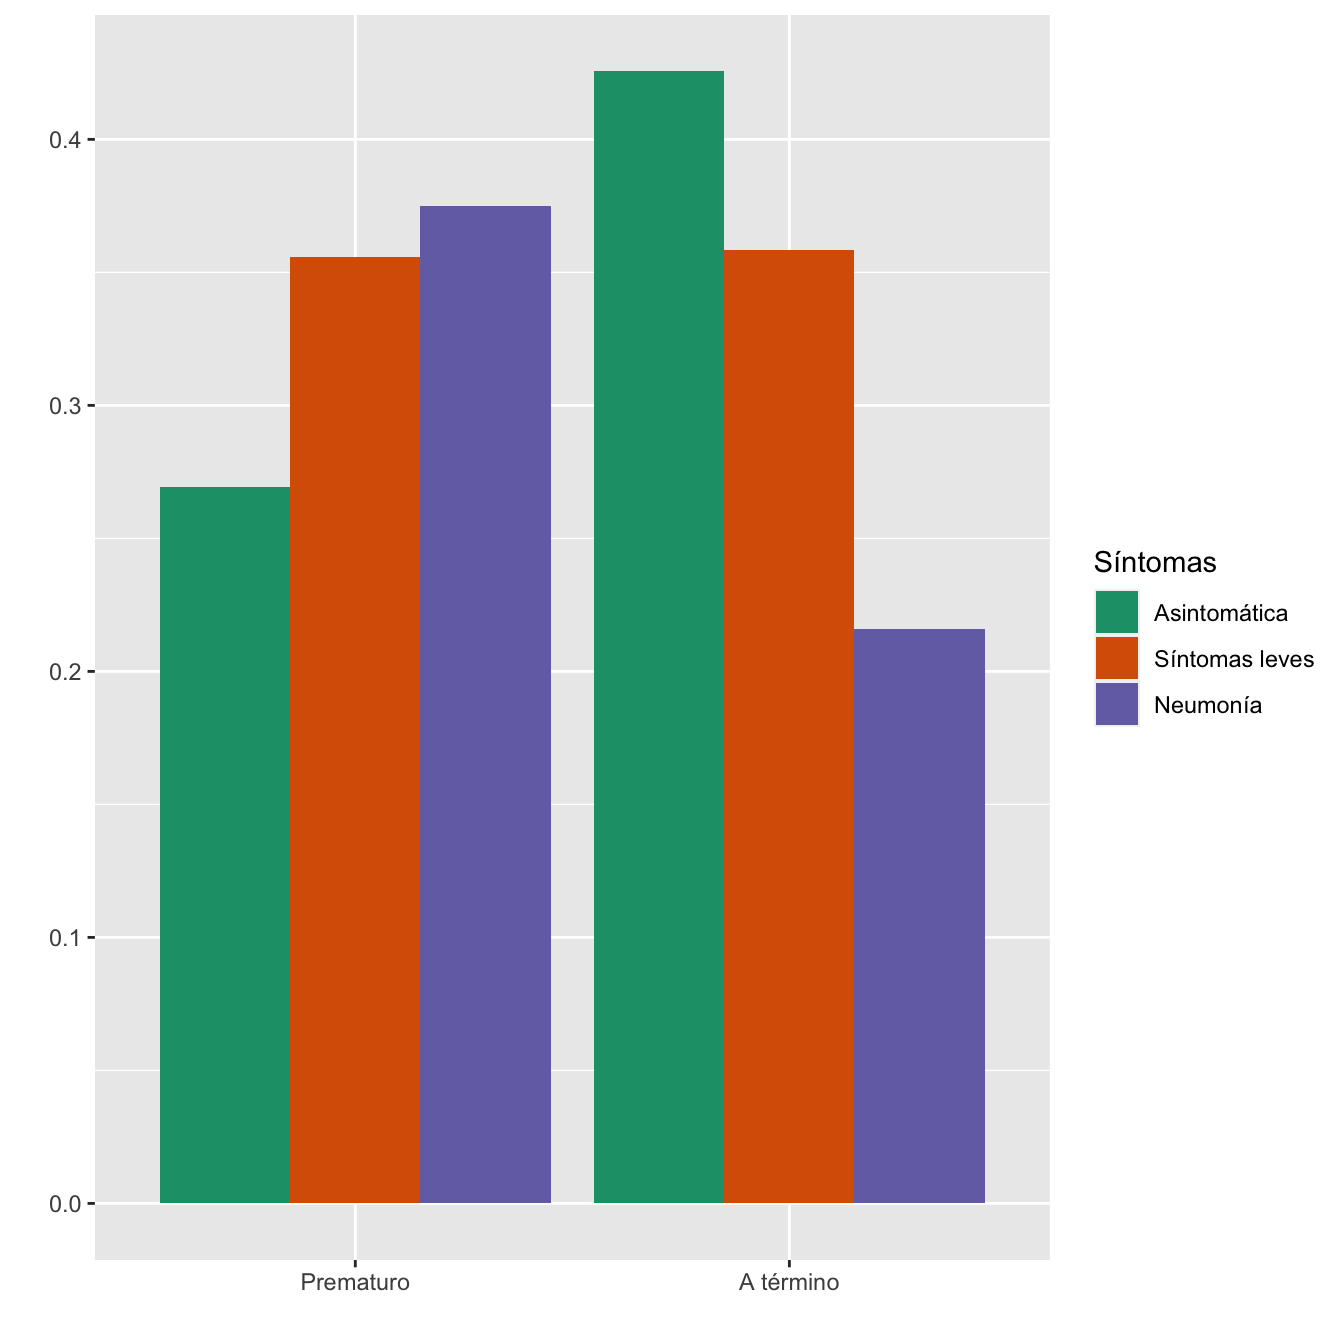 0.4
0.3
0.2
0.1
0.0
Prematuro
A término
Síntomas
Asintomática
Síntomas leves
Neumonía